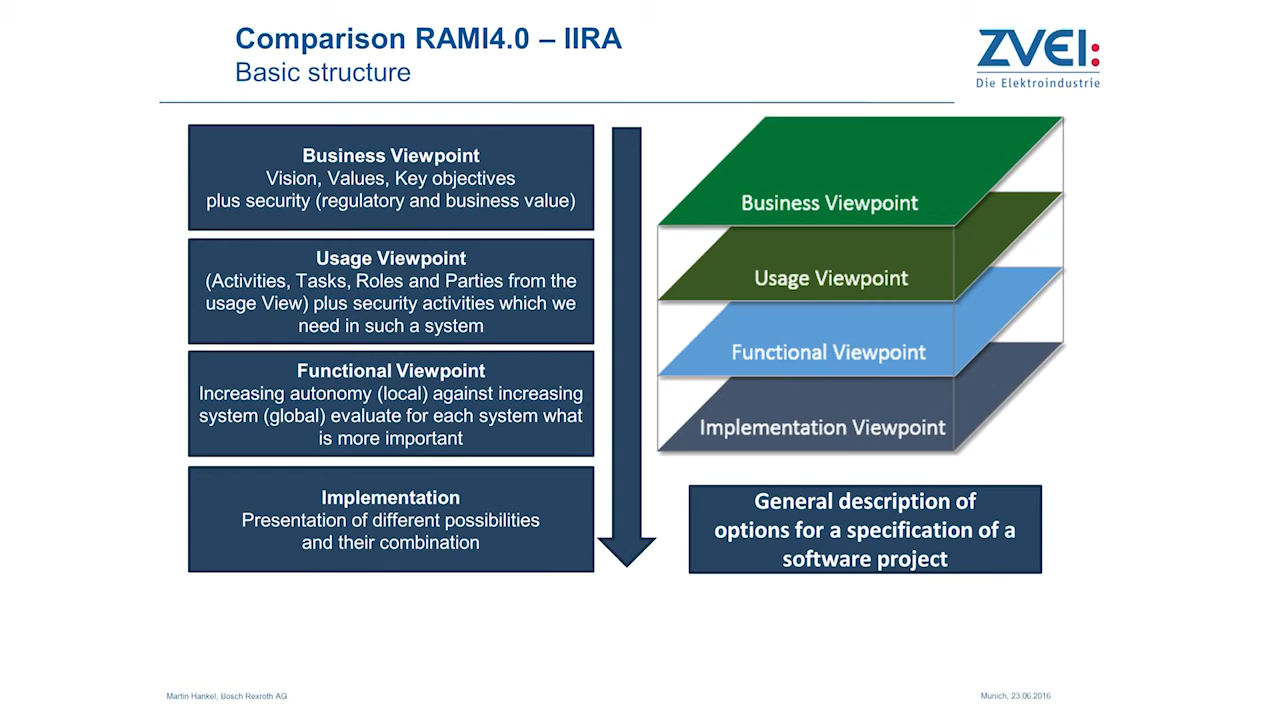 Comparison RAMI4.0 – IIRA
Basic structure
ZVEI:
Die Elektroindustrie
Business Viewpoint
Vision, Values, Key objectives
plus security (regulatory and business value)
Usage Viewpoint
(Activities, Tasks, Roles and Parties from the
usage View) plus security activities which we
need in such a system
Functional Viewpoint
Increasing autonomy (local) against increasing
system (global) evaluate for each system what
is more important
Implementation
Presentation of different possibilities
and their combination
Business Viewpoint
Usage Viewpoint
Functional Viewpoint
Implementation Viewpoint
General description of
options for a specification of a
software project
Martin Hankel, Bosch Rexroth AG
Munich, 23.06.2016